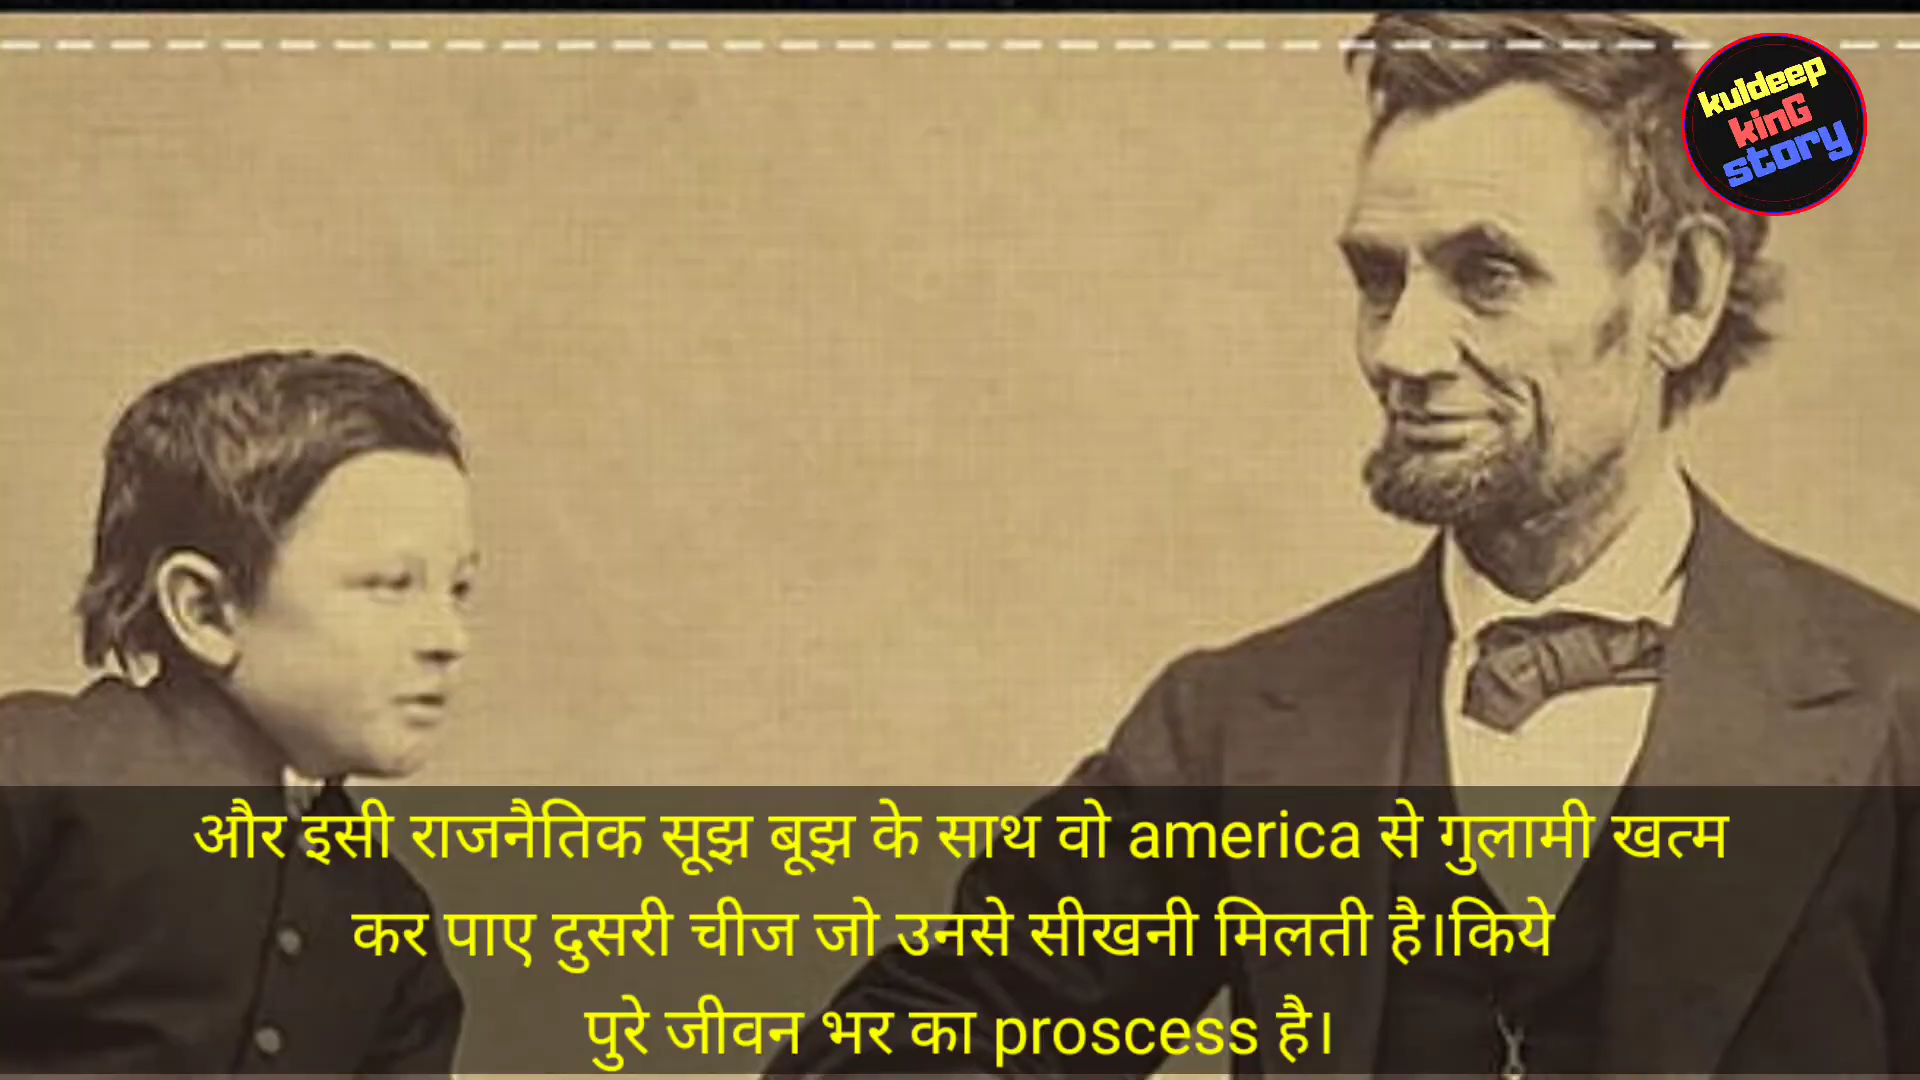 kuldeep
kinG
story
और इसी राजनैतिक सूझ बूझ के साथ वो america से गुलामी खत्म
कर पाए दुसरी चीज जो उनसे सीखनी मिलती है।किये
पुरे जीवन भर का proscess है।